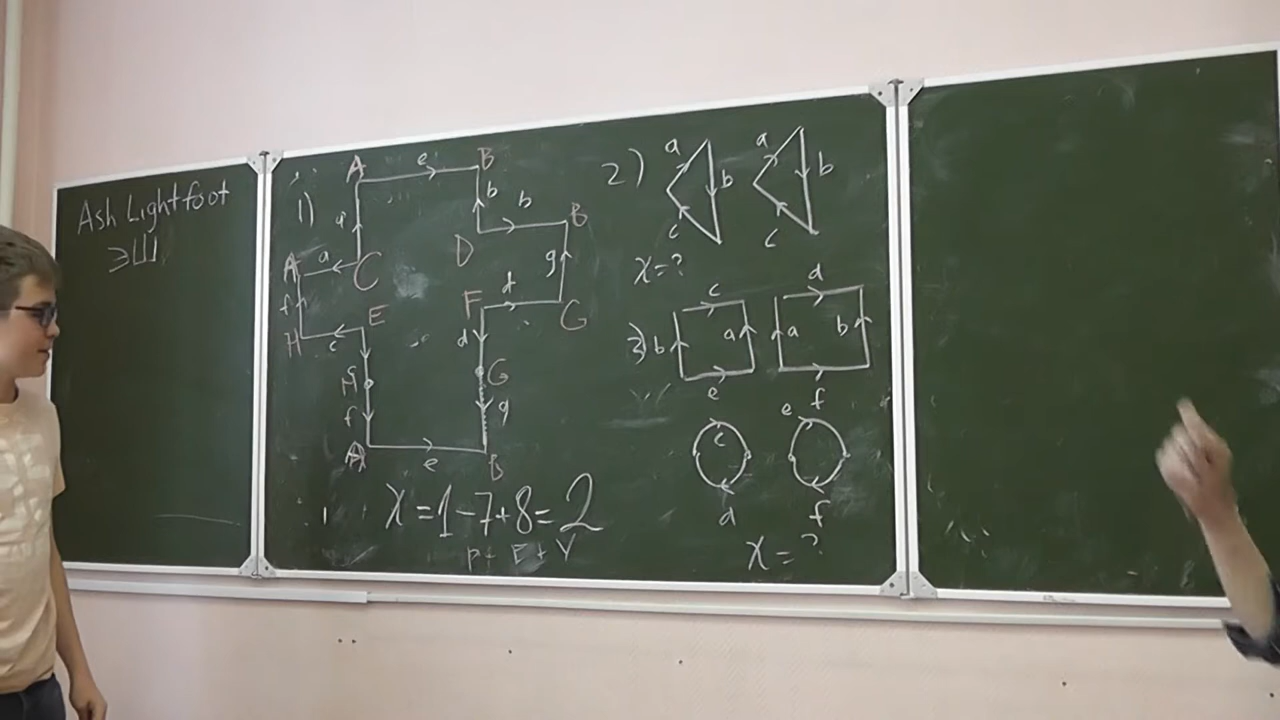 Ash Lightfoot
ЭШ
1)
A e B
a b b B
D
A a C
f g
H c E
F d G
d
H G
f g
A e B
χ = 1 - 7 + 8 = 2
P + E + V
2)
a b c
a b c
χ = ?
3)
b c a e
a d b f
c d
e f
χ = ?